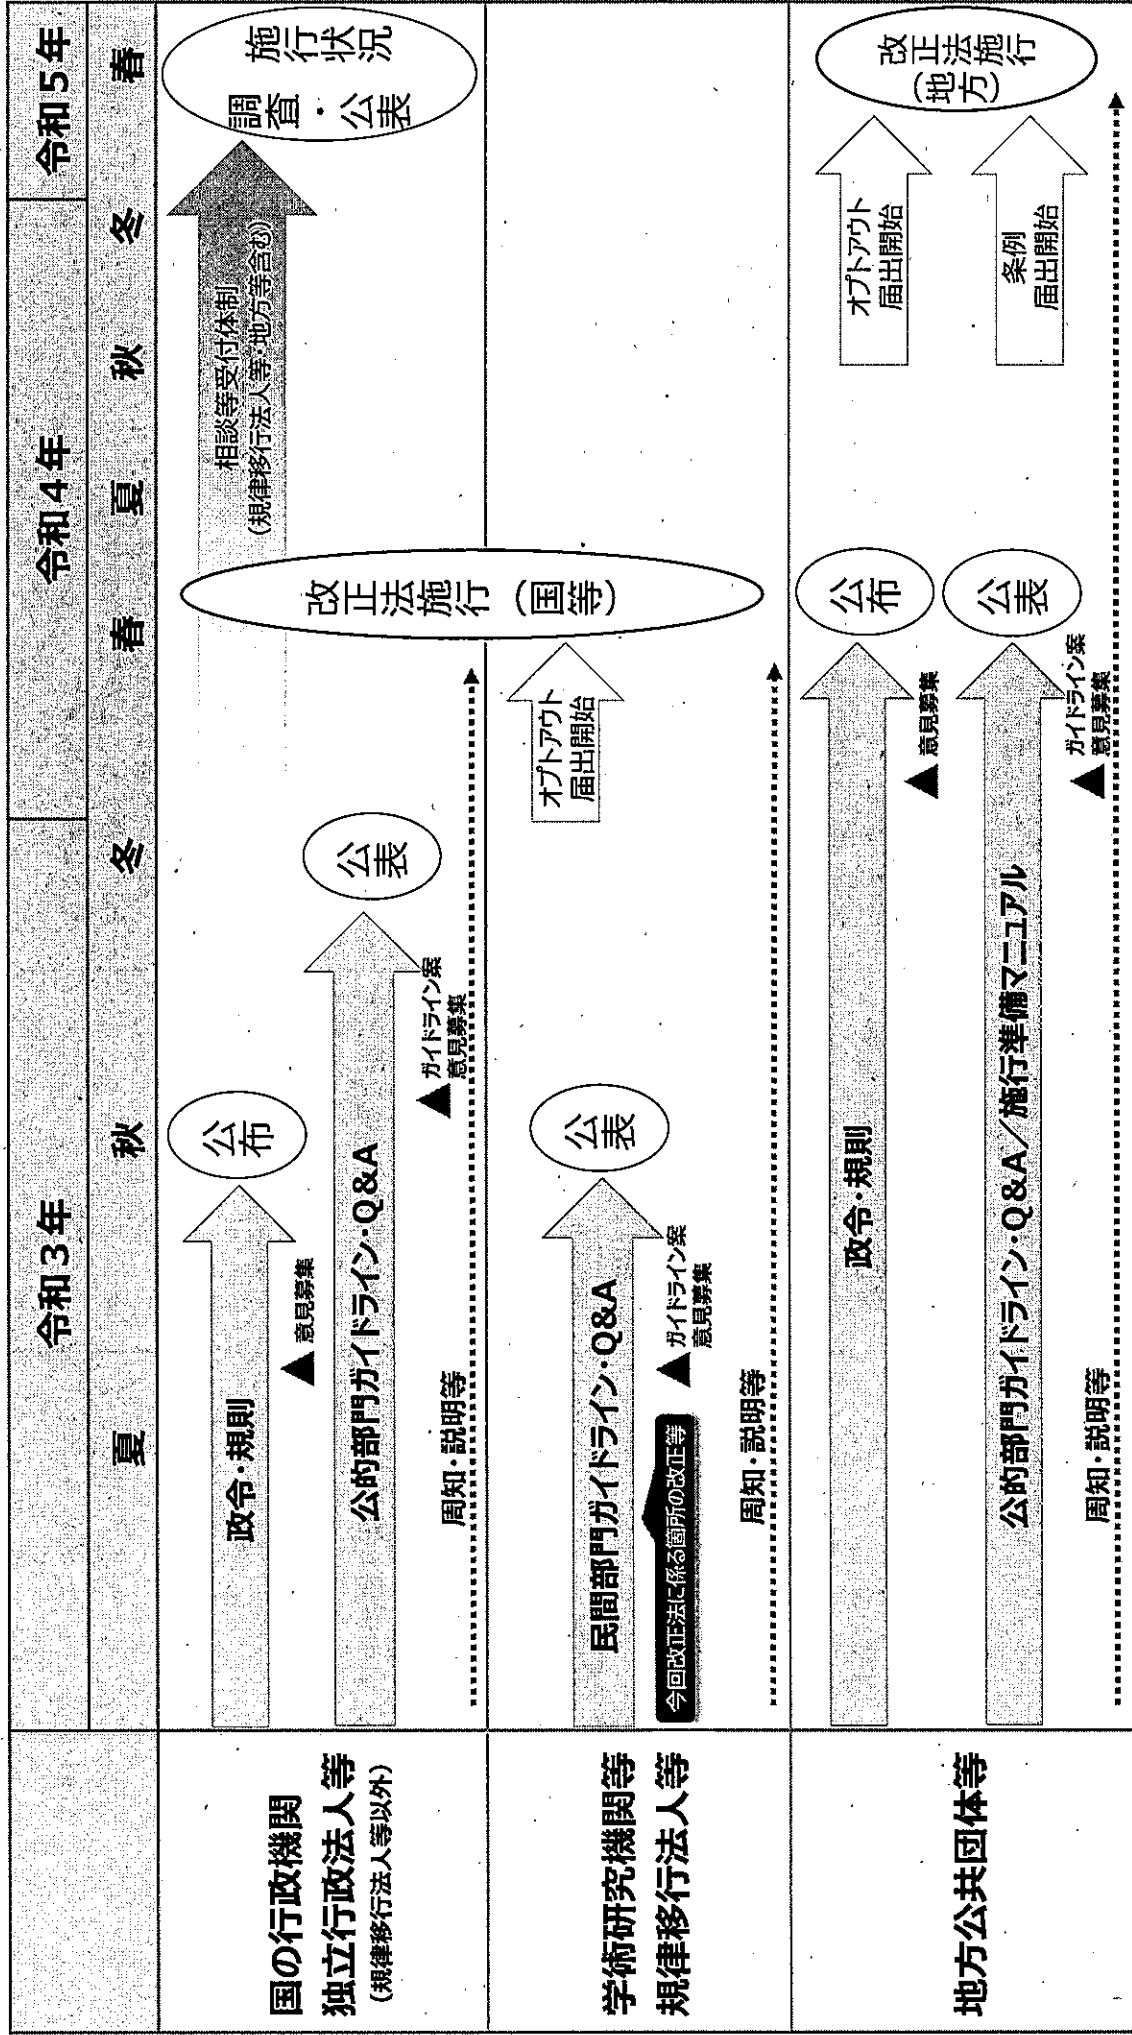 令和3年
令和4年
令和5年
夏
秋
冬
春
夏
秋
冬
春
国の行政機関
独立行政法人等
(規律移行法人等以外)
政令・規則
公布
▲意見募集
公的部門ガイドライン・Q&A
公表
▲ガイドライン案
意見募集
周知・説明等
改正法施行(国等)
相談等受付体制
(規律移行法人等・地方等含む)
施行状況
調査・公表
学術研究機関等
規律移行法人等
民間部門ガイドライン・Q&A
公表
今回改正法に係る箇所の改正等
▲ガイドライン案
意見募集
オプトアウト
届出開始
周知・説明等
地方公共団体等
政令・規則
公布
▲意見募集
オプトアウト
届出開始
公的部門ガイドライン・Q&A/施行準備マニュアル
公表
▲ガイドライン案
意見募集
条例
届出開始
改正法施行
(地方)
周知・説明等